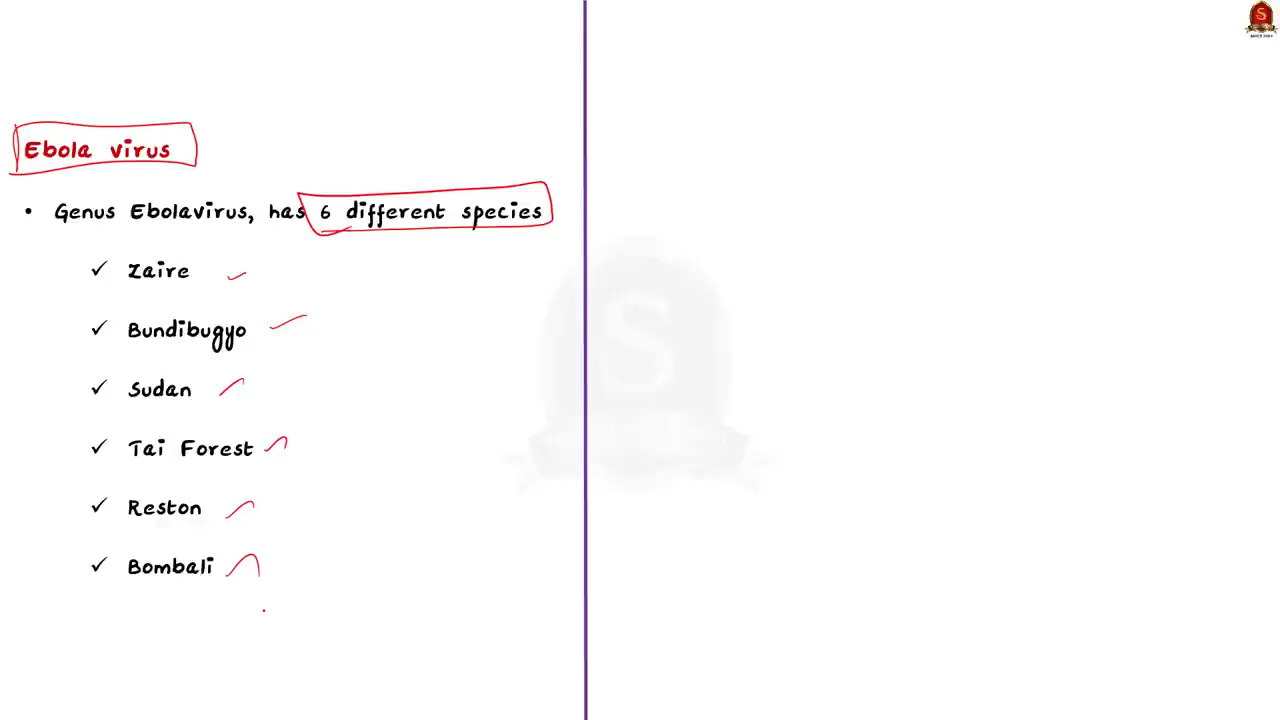 Ebola virus
• Genus Ebolavirus, has 6 different species
✓ Zaire
✓ Bundibugyo
✓ Sudan
✓ Tai Forest
✓ Reston
✓ Bombali
S
S